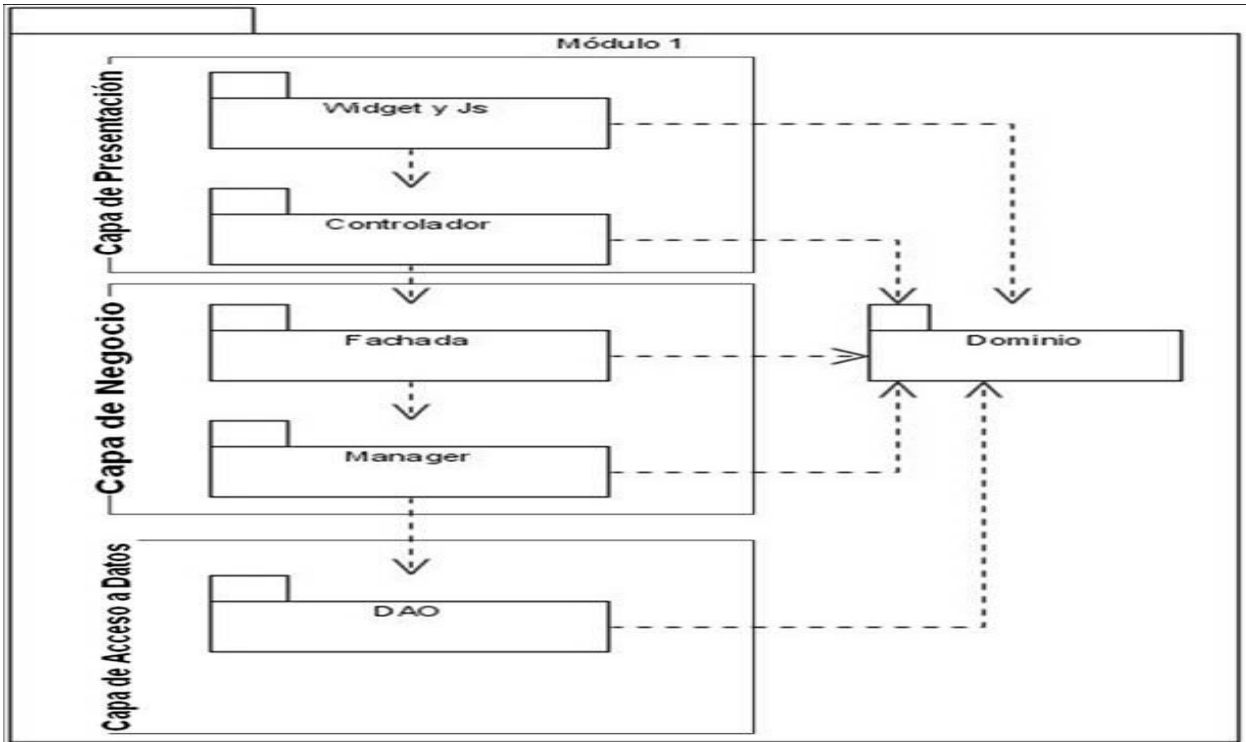 Módulo 1
Capa de Presentación
Widget y Js
Controlador
Capa de Negocio
Fachada
Dominio
Manager
Capa de Acceso a Datos
DAO